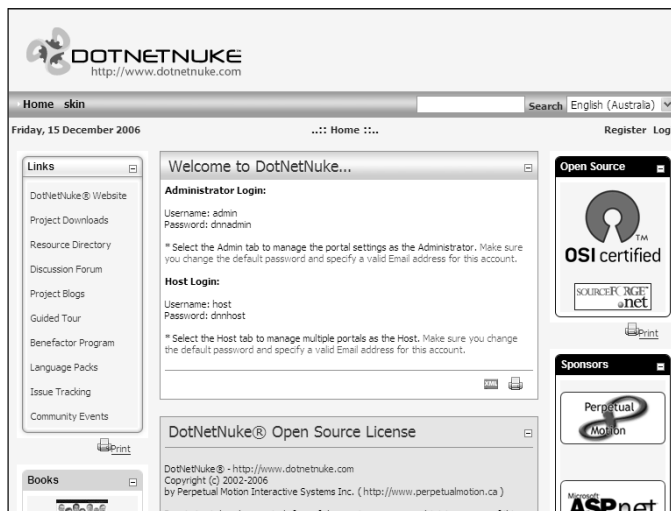 DOTNETNUKE
http://www.dotnetnuke.com
Home skin
Search English (Australia)
Friday, 15 December 2006
..:: Home ::..
Register Log
Links
DotNetNuke® Website
Project Downloads
Resource Directory
Discussion Forum
Project Blogs
Guided Tour
Benefactor Program
Language Packs
Issue Tracking
Community Events
Print
Books
Welcome to DotNetNuke...
Administrator Login:
Username: admin
Password: dnnadmin
* Select the Admin tab to manage the portal settings as the Administrator. Make sure
you change the default password and specify a valid Email address for this account.
Host Login:
Username: host
Password: dnnhost
* Select the Host tab to manage multiple portals as the Host. Make sure you change
the default password and specify a valid Email address for this account.
XML
DotNetNuke® Open Source License
DotNetNuke® - http://www.dotnetnuke.com
Copyright (c) 2002-2006
by Perpetual Motion Interactive Systems Inc. ( http://www.perpetualmotion.ca )
Open Source
TM
OSI certified
SOURCEFORGE
.net
Print
Sponsors
Perpetual
Motion
Microsoft
ASP.net